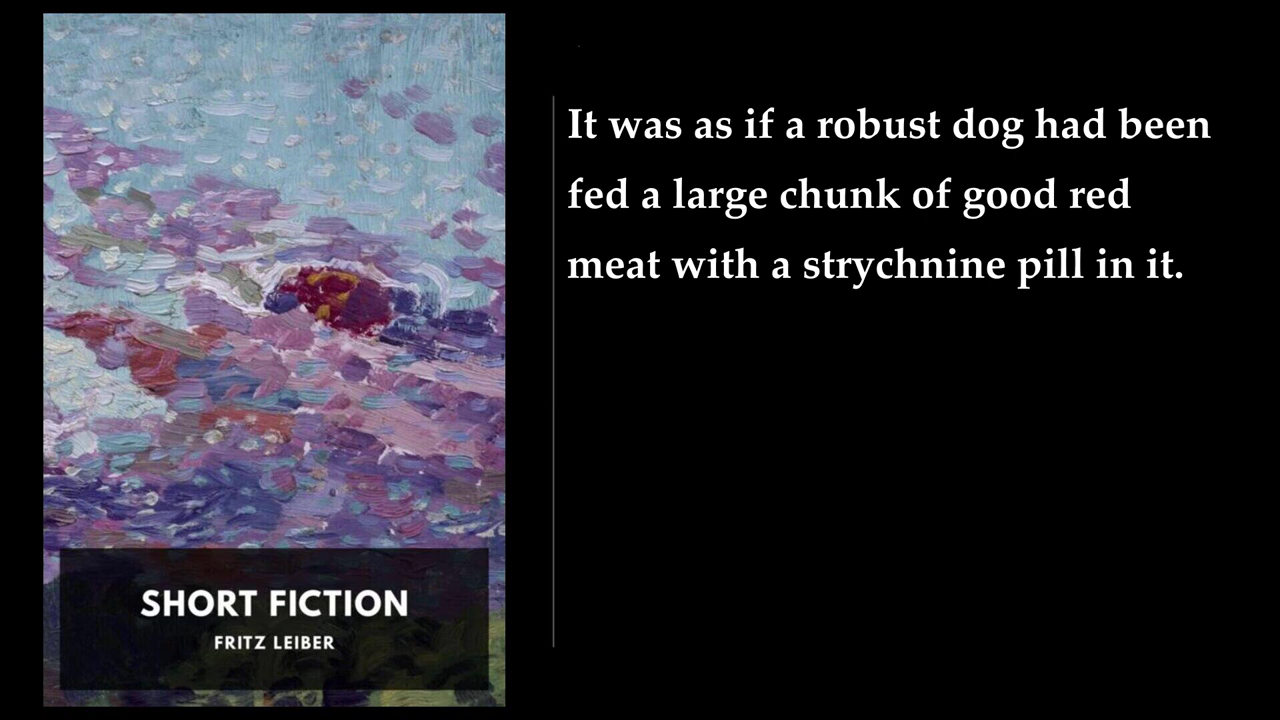 It was as if a robust dog had been
fed a large chunk of good red
meat with a strychnine pill in it.
SHORT FICTION
FRITZ LEIBER